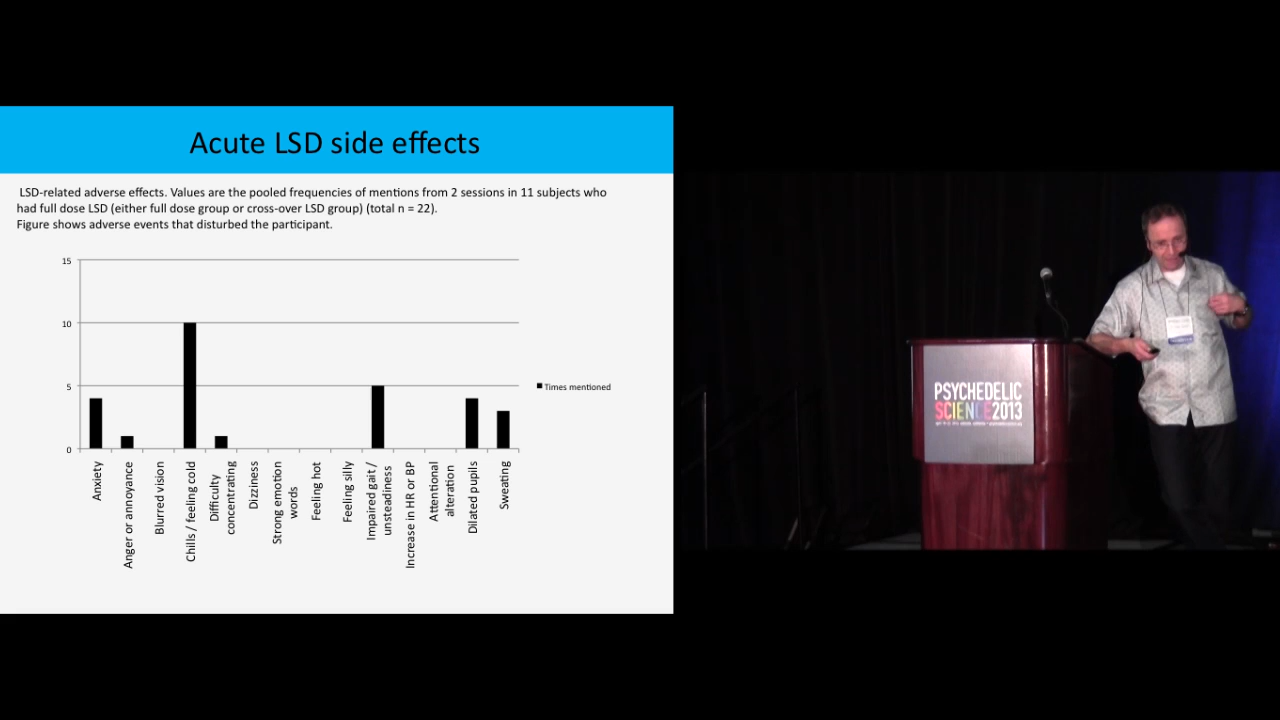 Acute LSD side effects
LSD-related adverse effects. Values are the pooled frequencies of mentions from 2 sessions in 11 subjects who
had full dose LSD (either full dose group or cross-over LSD group) (total n = 22).
Figure shows adverse events that disturbed the participant.
15
10
5
0
Times mentioned
Anxiety
Anger or annoyance
Blurred vision
Chills / feeling cold
Difficulty
concentrating
Dizziness
Strong emotion
words
Feeling hot
Feeling silly
Impaired gait /
unsteadiness
Increase in HR or BP
Attentional
alteration
Dilated pupils
Sweating
PSYCHEDELIC
SCIENCE2013